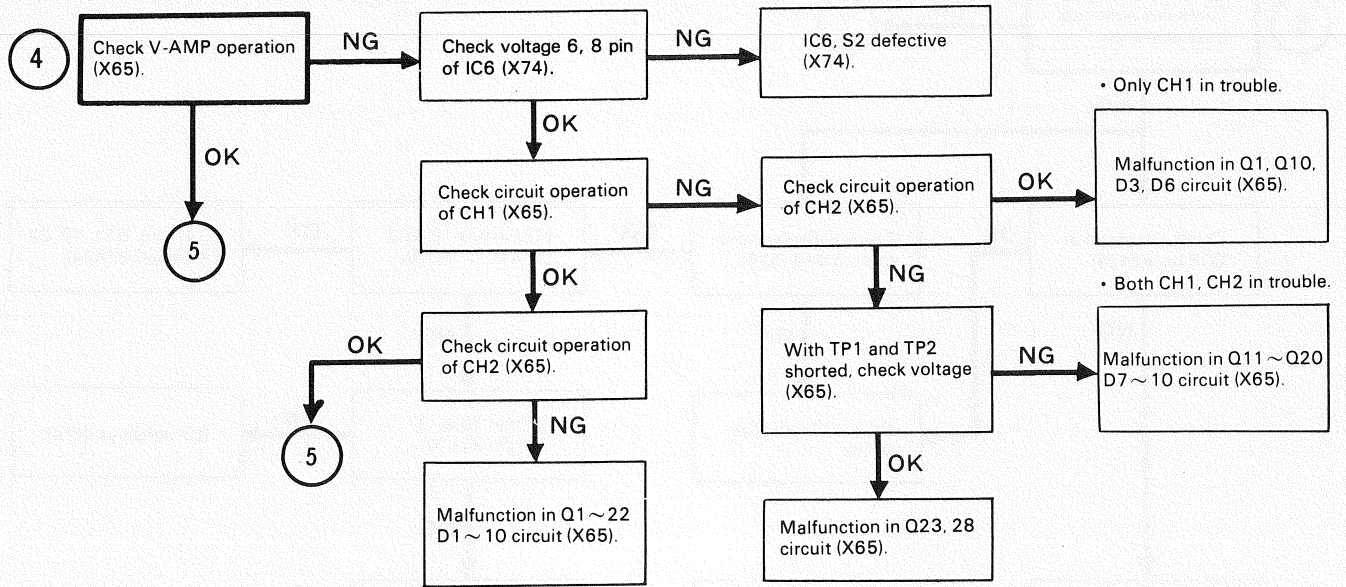 4
Check V-AMP operation
(X65).
NG
Check voltage 6, 8 pin
of IC6 (X74).
NG
IC6, S2 defective
(X74).
OK
5
OK
Check circuit operation
of CH1 (X65).
NG
Check circuit operation
of CH2 (X65).
OK
• Only CH1 in trouble.
Malfunction in Q1, Q10,
D3, D6 circuit (X65).
OK
Check circuit operation
of CH2 (X65).
OK
5
NG
Malfunction in Q1～22
D1～10 circuit (X65).
NG
With TP1 and TP2
shorted, check voltage
(X65).
NG
• Both CH1, CH2 in trouble.
Malfunction in Q11～Q20
D7～10 circuit (X65).
OK
Malfunction in Q23, 28
circuit (X65).